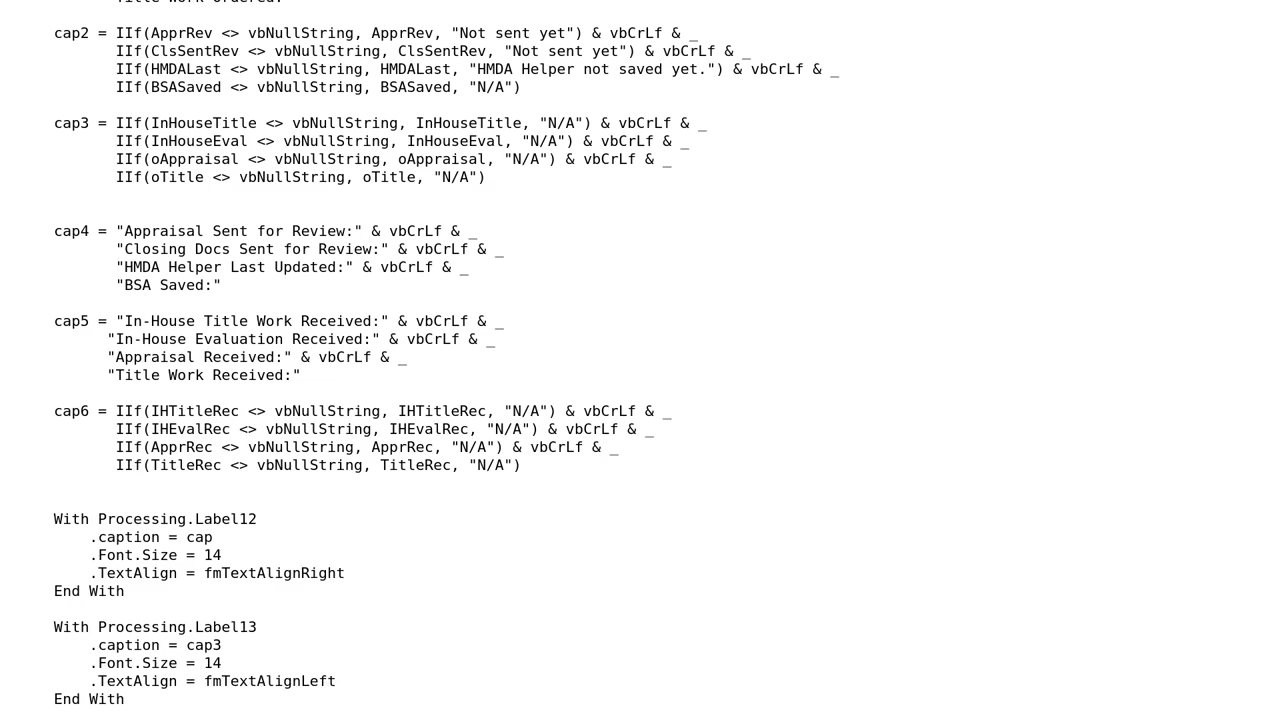 Title Work Ordered:"
cap2 = IIf(ApprRev <> vbNullString, ApprRev, "Not sent yet") & vbCrLf & _
IIf(ClsSentRev <> vbNullString, ClsSentRev, "Not sent yet") & vbCrLf & _
IIf(HMDALast <> vbNullString, HMDALast, "HMDA Helper not saved yet.") & vbCrLf & _
IIf(BSASaved <> vbNullString, BSASaved, "N/A")
cap3 = IIf(InHouseTitle <> vbNullString, InHouseTitle, "N/A") & vbCrLf & _
IIf(InHouseEval <> vbNullString, InHouseEval, "N/A") & vbCrLf & _
IIf(oAppraisal <> vbNullString, oAppraisal, "N/A") & vbCrLf & _
IIf(oTitle <> vbNullString, oTitle, "N/A")
cap4 = "Appraisal Sent for Review:" & vbCrLf & _
"Closing Docs Sent for Review:" & vbCrLf & _
"HMDA Helper Last Updated:" & vbCrLf & _
"BSA Saved:"
cap5 = "In-House Title Work Received:" & vbCrLf & _
"In-House Evaluation Received:" & vbCrLf & _
"Appraisal Received:" & vbCrLf & _
"Title Work Received:"
cap6 = IIf(IHTitleRec <> vbNullString, IHTitleRec, "N/A") & vbCrLf & _
IIf(IHEvalRec <> vbNullString, IHEvalRec, "N/A") & vbCrLf & _
IIf(ApprRec <> vbNullString, ApprRec, "N/A") & vbCrLf & _
IIf(TitleRec <> vbNullString, TitleRec, "N/A")
With Processing.Label12
.caption = cap
.Font.Size = 14
.TextAlign = fmTextAlignRight
End With
With Processing.Label13
.caption = cap3
.Font.Size = 14
.TextAlign = fmTextAlignLeft
End With